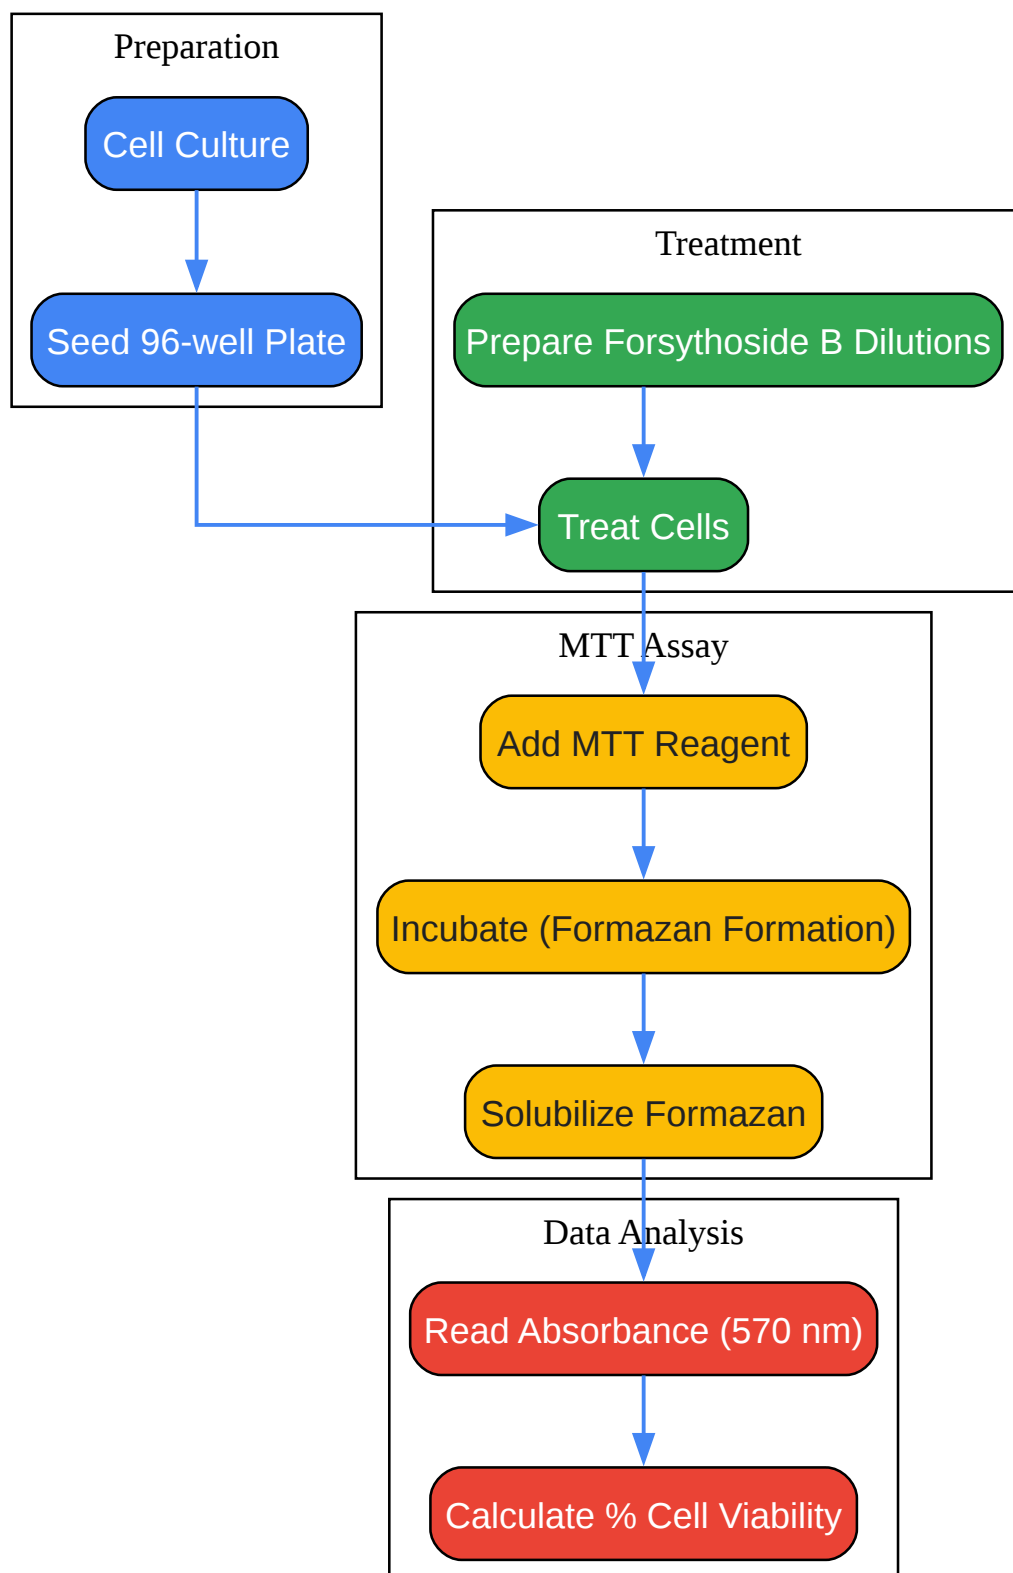 Preparation
Cell Culture
Seed 96-well Plate
Treatment
Prepare Forsythoside B Dilutions
Treat Cells
MTT Assay
Add MTT Reagent
Incubate (Formazan Formation)
Solubilize Formazan
Data Analysis
Read Absorbance (570 nm)
Calculate % Cell Viability